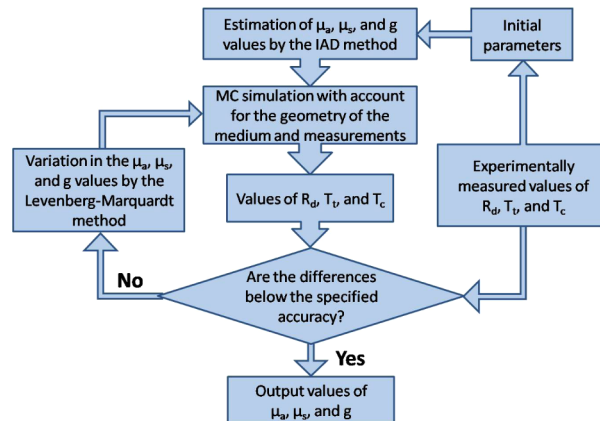 Estimation of μa, μs, and g
values by the IAD method
Initial
parameters
MC simulation with account
for the geometry of the
medium and measurements
Variation in the μa, μs,
and g values by the
Levenberg-Marquardt
method
Values of Rd, Tt, and Tc
Experimentally
measured values of
Rd, Tt, and Tc
Are the differences
below the specified
accuracy?
No
Yes
Output values of
μa, μs, and g